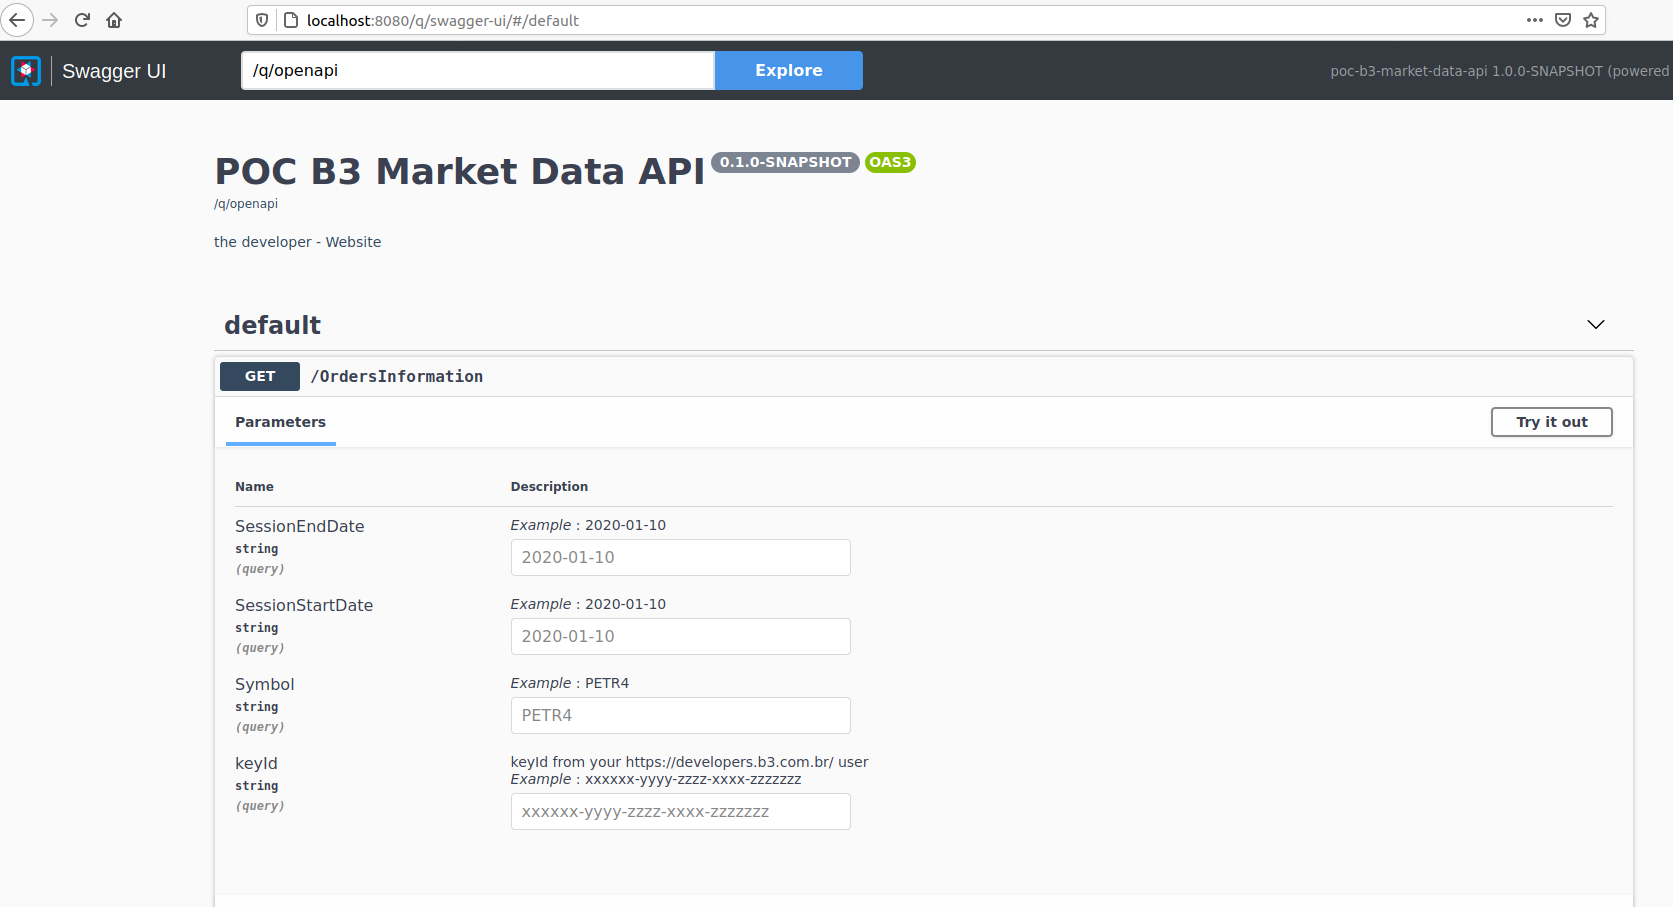 localhost:8080/q/swagger-ui/#/default
Swagger UI
/q/openapi
Explore
poc-b3-market-data-api 1.0.0-SNAPSHOT (powered
POC B3 Market Data API 0.1.0-SNAPSHOT OAS3
/q/openapi
the developer - Website
default
GET /OrdersInformation
Parameters
Try it out
Name Description
SessionEndDate
string
(query)
Example : 2020-01-10
2020-01-10
SessionStartDate
string
(query)
Example : 2020-01-10
2020-01-10
Symbol
string
(query)
Example : PETR4
PETR4
keyId
string
(query)
keyId from your https://developers.b3.com.br/ user
Example : xxxxxx-yyyy-zzzz-xxxx-zzzzzzz
xxxxxx-yyyy-zzzz-xxxx-zzzzzzz